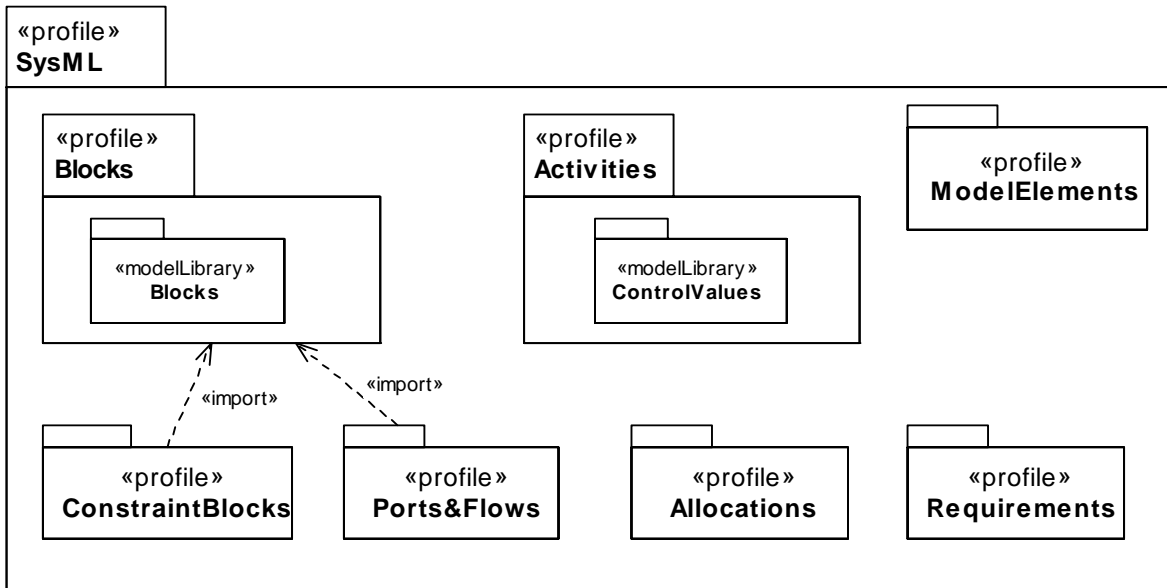 «profile»
SysML
«profile»
Blocks
«modelLibrary»
Blocks
«profile»
Activities
«modelLibrary»
ControlValues
«profile»
ModelElements
«import»
«import»
«profile»
ConstraintBlocks
«profile»
Ports&Flows
«profile»
Allocations
«profile»
Requirements